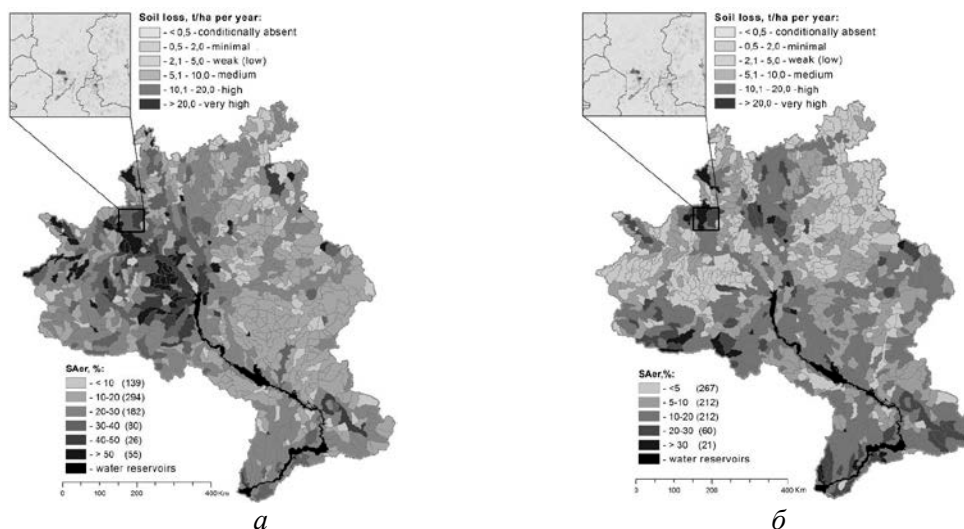 Soil loss, t/ha per year:
- < 0,5 - conditionally absent
- 0,5 - 2,0 - minimal
- 2,1 - 5,0 - weak (low)
- 5,1 - 10,0 - medium
- 10,1 - 20,0 -high
- > 20,0 - very high
SAer, %:
- < 10 (139)
- 10-20 (294)
- 20-30 (182)
- 30-40 (80)
- 40-50 (26)
- > 50 (55)
- water reservoirs
0 100 200 400 Km
а
Soil loss, t/ha per year:
- < 0,5 - conditionally absent
- 0,5 - 2,0 - minimal
- 2,1 - 5,0 - weak (low)
- 5,1 - 10,0 - medium
- 10,1 - 20,0 - high
- > 20,0 - very high
SAer,%:
- <5 (267)
- 5-10 (212)
- 10-20 (212)
- 20-30 (60)
- > 30 (21)
- water reservoirs
0 100 200 400 Km
б